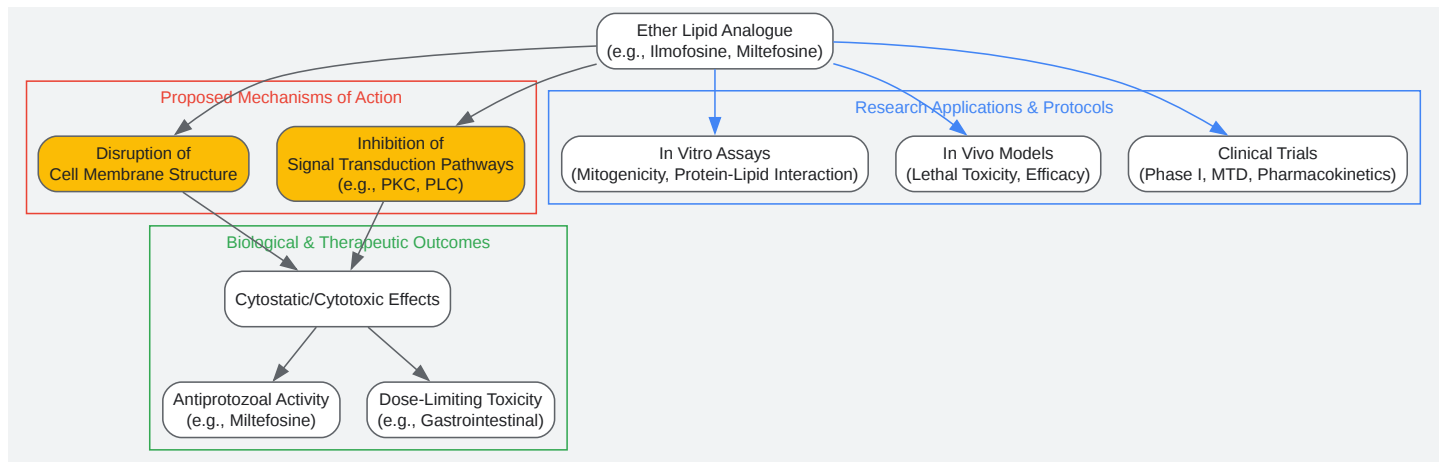 Ether Lipid Analogue
(e.g., Ilmofosine, Miltefosine)
Proposed Mechanisms of Action
Disruption of
Cell Membrane Structure
Inhibition of
Signal Transduction Pathways
(e.g., PKC, PLC)
Research Applications & Protocols
In Vitro Assays
(Mitogenicity, Protein-Lipid Interaction)
In Vivo Models
(Lethal Toxicity, Efficacy)
Clinical Trials
(Phase I, MTD, Pharmacokinetics)
Biological & Therapeutic Outcomes
Cytostatic/Cytotoxic Effects
Antiprotozoal Activity
(e.g., Miltefosine)
Dose-Limiting Toxicity
(e.g., Gastrointestinal)